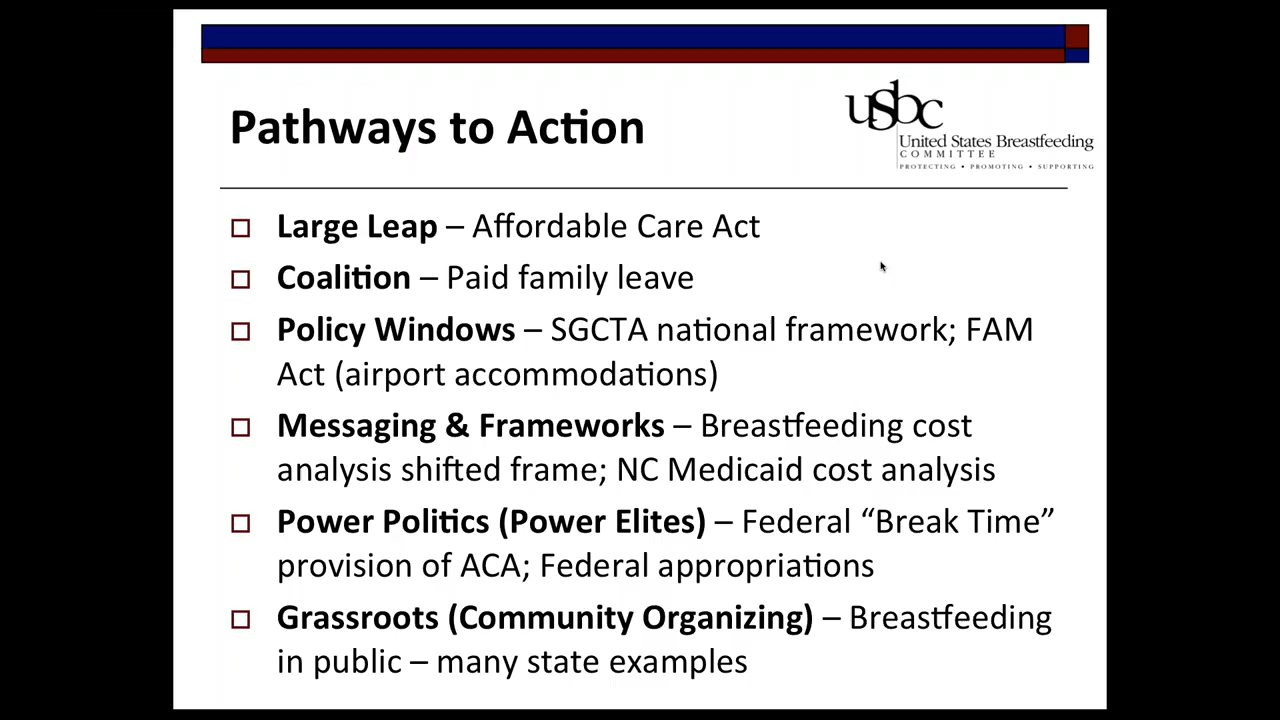 Pathways to Action
usbc
United States Breastfeeding
COMMITTEE
PROTECTING • PROMOTING • SUPPORTING
Large Leap – Affordable Care Act
Coalition – Paid family leave
Policy Windows – SGCTA national framework; FAM
Act (airport accommodations)
Messaging & Frameworks – Breastfeeding cost
analysis shifted frame; NC Medicaid cost analysis
Power Politics (Power Elites) – Federal “Break Time”
provision of ACA; Federal appropriations
Grassroots (Community Organizing) – Breastfeeding
in public – many state examples